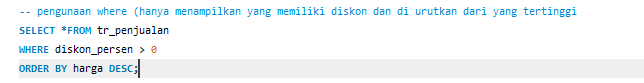 -- pengunaan where (hanya menampilkan yang memiliki diskon dan di urutkan dari yang tertinggi
SELECT *FROM tr_penjualan
WHERE diskon_persen > 0
ORDER BY harga DESC;